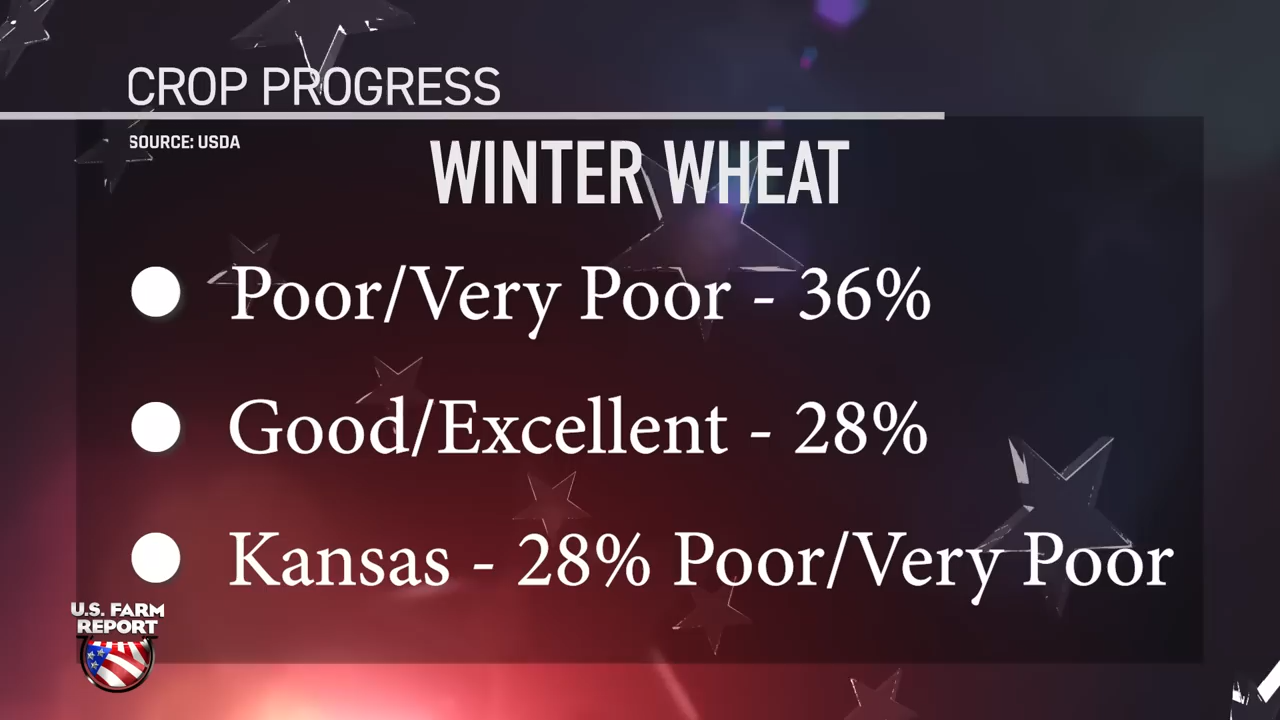 CROP PROGRESS
SOURCE: USDA
WINTER WHEAT
Poor/Very Poor - 36%
Good/Excellent - 28%
Kansas - 28% Poor/Very Poor
U.S. FARM
REPORT